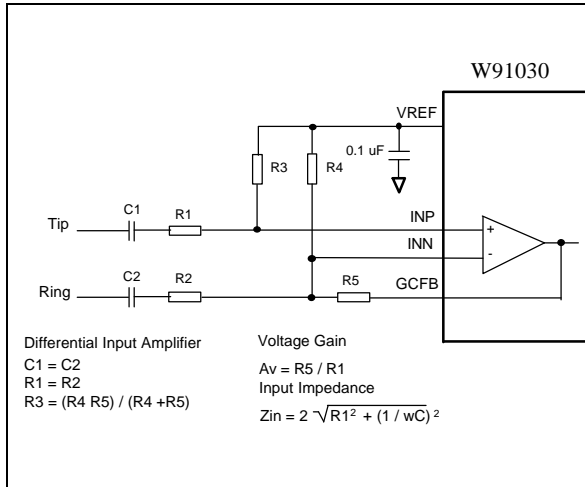 W91030
VREF
0.1 uF
R3
R4
C1
R1
Tip
INP
INN
C2
R2
R5
GCFB
Ring
Differential Input Amplifier
C1 = C2
R1 = R2
R3 = (R4 R5) / (R4 +R5)
Voltage Gain
Av = R5 / R1
Input Impedance
Zin = 2 √R1² + (1 / wC) ²
+
-